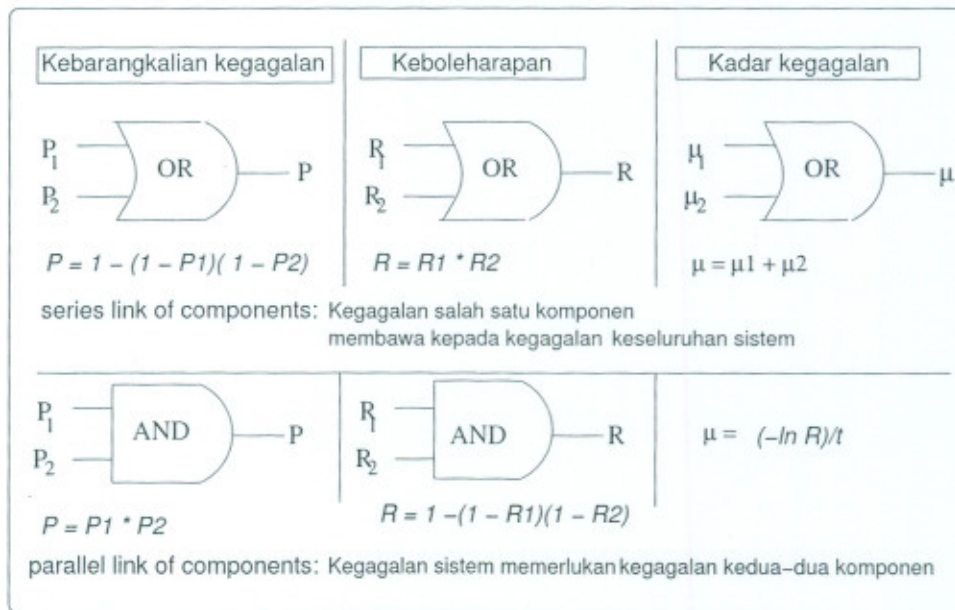 Kebarangkalian kegagalan
Keboleharapan
Kadar kegagalan
P1
P2
OR
P
R1
R2
OR
R
μ1
μ2
OR
μ
P = 1 – (1 – P1)( 1 – P2)
R = R1 * R2
μ = μ1 + μ2
series link of components: Kegagalan salah satu komponen
membawa kepada kegagalan keseluruhan sistem
P1
P2
AND
P
R1
R2
AND
R
μ = (–ln R)/t
P = P1 * P2
R = 1 –(1 – R1)(1 – R2)
parallel link of components: Kegagalan sistem memerlukan kegagalan kedua–dua komponen